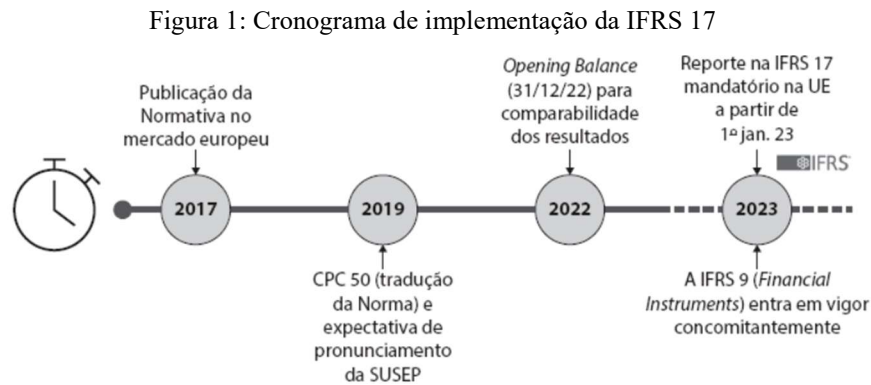 Figura 1: Cronograma de implementação da IFRS 17
Publicação da
Normativa no
mercado europeu
2017
CPC 50 (tradução
da Norma) e
expectativa de
pronunciamento
da SUSEP
2019
Opening Balance
(31/12/22) para
comparabilidade
dos resultados
2022
Reporte na IFRS 17
mandatório na UE
a partir de
1º jan. 23
IFRS
2023
A IFRS 9 (Financial
Instruments) entra em vigor
concomitantemente